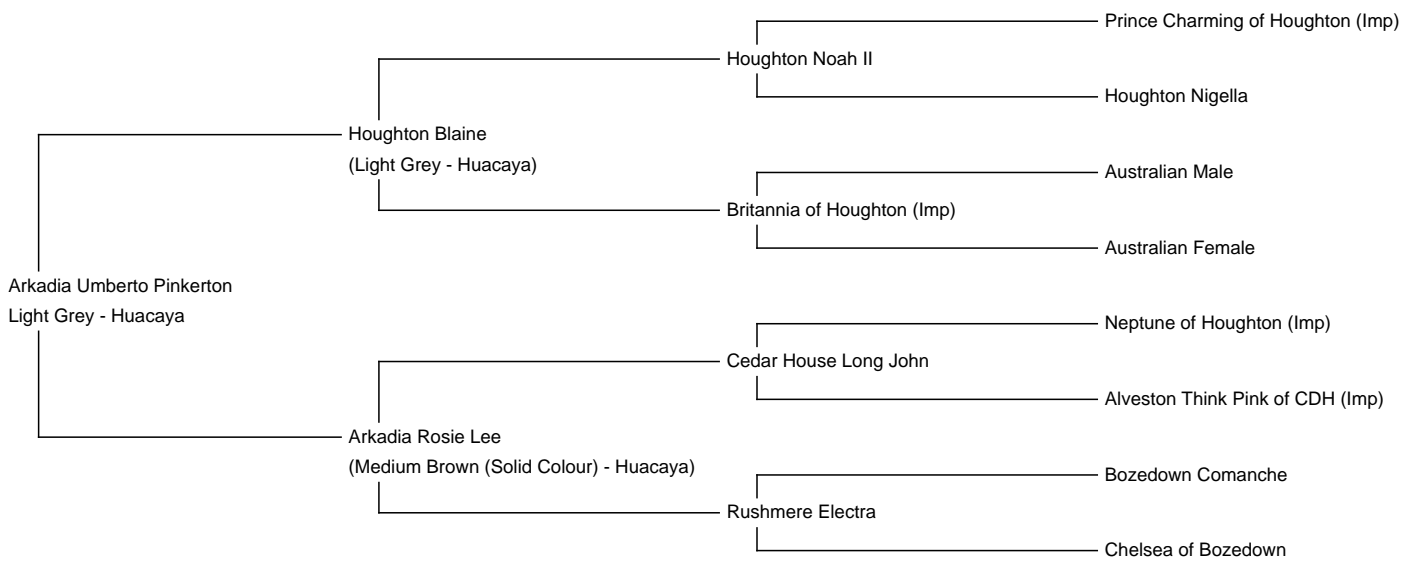 Prince Charming of Houghton (Imp)
Houghton Noah II
Houghton Nigella
Houghton Blaine
(Light Grey - Huacaya)
Australian Male
Britannia of Houghton (Imp)
Australian Female
Arkadia Umberto Pinkerton
Light Grey - Huacaya
Neptune of Houghton (Imp)
Cedar House Long John
Alveston Think Pink of CDH (Imp)
Arkadia Rosie Lee
(Medium Brown (Solid Colour) - Huacaya)
Bozedown Comanche
Rushmere Electra
Chelsea of Bozedown